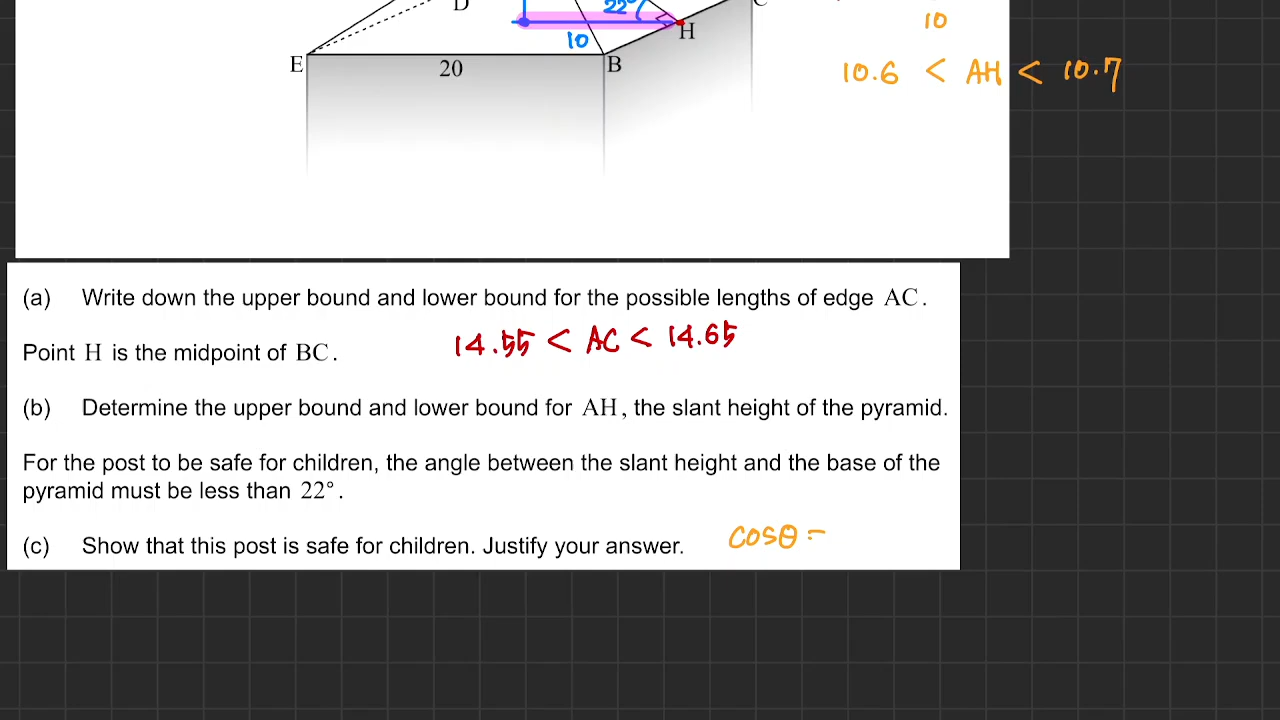 D
22°
10
H
10
E
20
B
10.6 < AH < 10.7
(a) Write down the upper bound and lower bound for the possible lengths of edge AC.
14.55 < AC < 14.65
Point H is the midpoint of BC.
(b) Determine the upper bound and lower bound for AH, the slant height of the pyramid.
For the post to be safe for children, the angle between the slant height and the base of the
pyramid must be less than 22°.
(c) Show that this post is safe for children. Justify your answer.
cosθ =